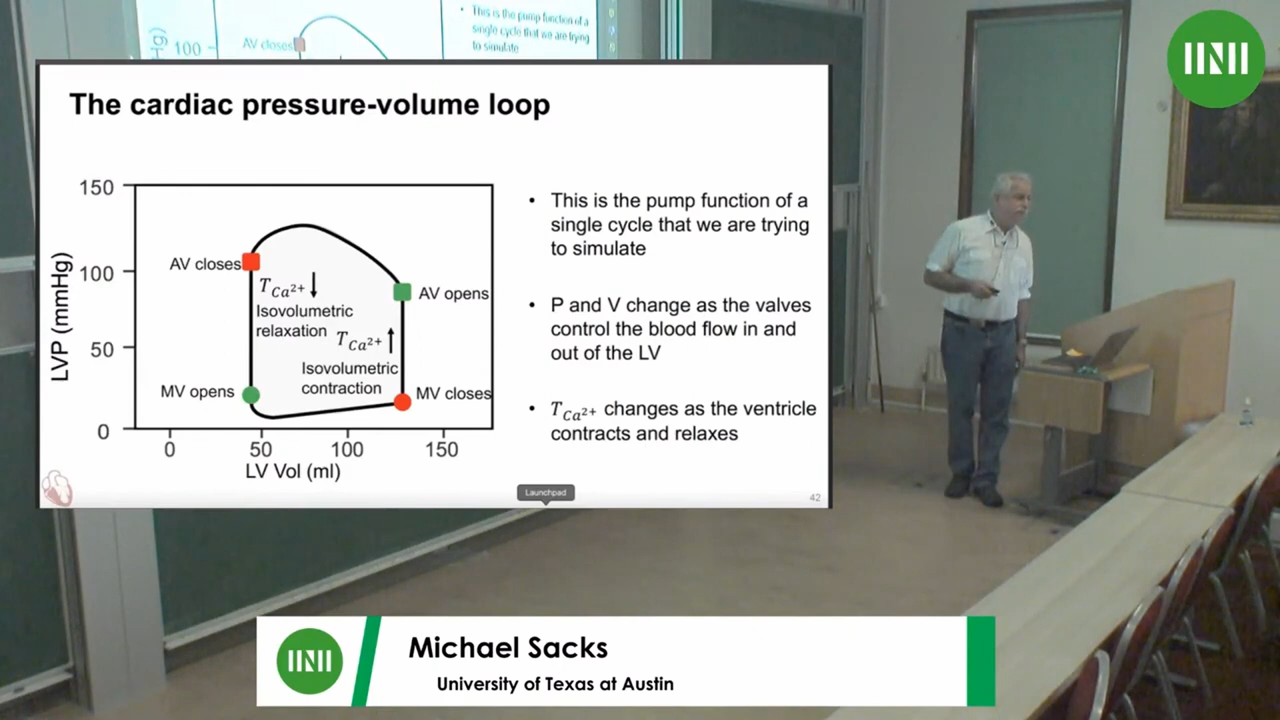 Hg)
100
AV closes
• This is the pump function of a
single cycle that we are trying
to simulate
The cardiac pressure-volume loop
150
100
50
0
LVP (mmHg)
AV closes
T_Ca²⁺ ↓
Isovolumetric
relaxation
T_Ca²⁺ ↑
Isovolumetric
contraction
AV opens
MV opens
MV closes
0 50 100 150
LV Vol (ml)
• This is the pump function of a
single cycle that we are trying
to simulate
• P and V change as the valves
control the blood flow in and
out of the LV
• T_Ca²⁺ changes as the ventricle
contracts and relaxes
Launchpad
42
Michael Sacks
University of Texas at Austin